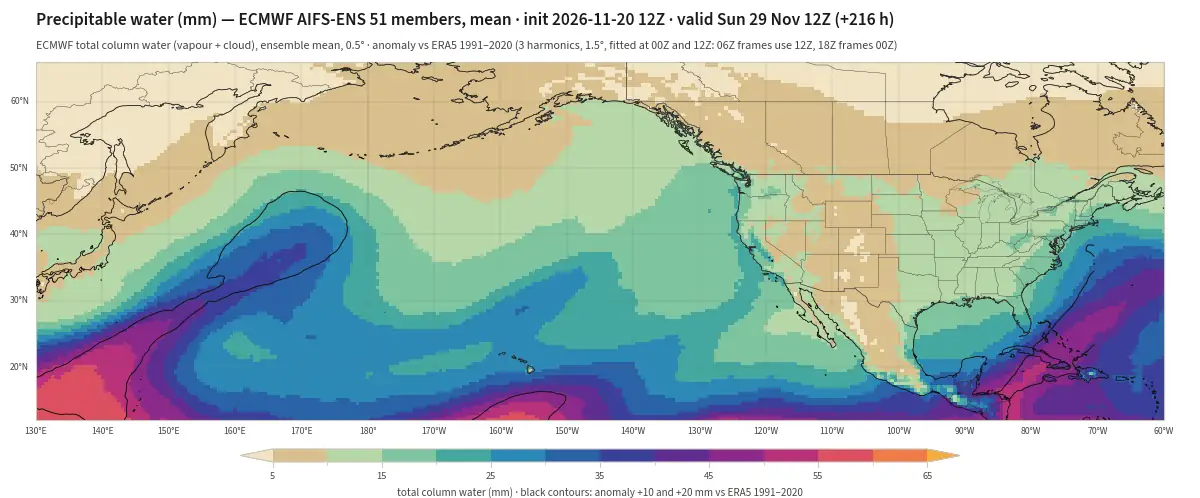 Precipitable water (mm) — ECMWF AIFS-ENS 51 members, mean · init 2026-11-20 12Z · valid Sun 29 Nov 12Z (+216 h)
ECMWF total column water (vapour + cloud), ensemble mean, 0.5° · anomaly vs ERA5 1991–2020 (3 harmonics, 1.5°, fitted at 00Z and 12Z: 06Z frames use 12Z, 18Z frames 00Z)
60°N
50°N
40°N
30°N
20°N
130°E 140°E 150°E 160°E 170°E 180° 170°W 160°W 150°W 140°W 130°W 120°W 110°W 100°W 90°W 80°W 70°W 60°W
5 15 25 35 45 55 65
total column water (mm) · black contours: anomaly +10 and +20 mm vs ERA5 1991–2020